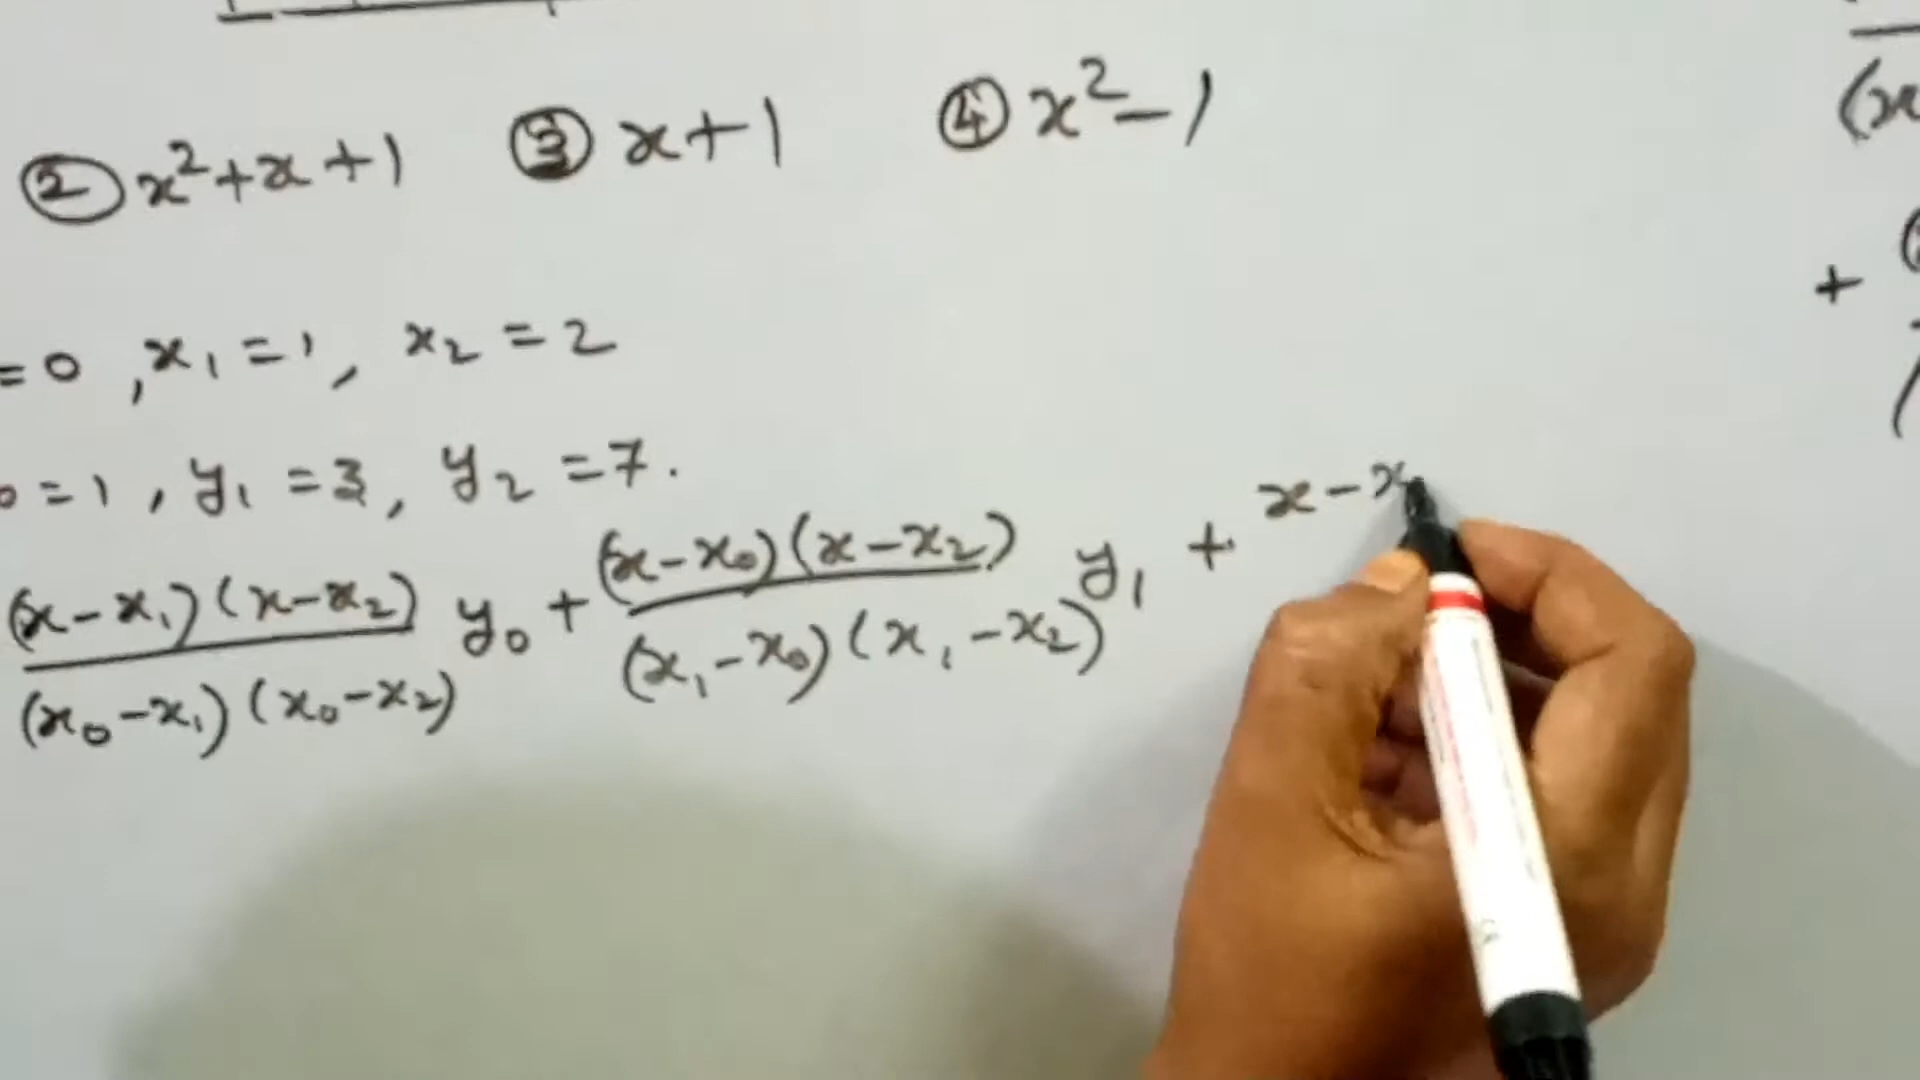 ② x²+x+1 ③ x+1 ④ x²-1
=0, x₁=1, x₂=2
₀=1, y₁=3, y₂=7.
(x-x₁)(x-x₂)/(x₀-x₁)(x₀-x₂) y₀ + (x-x₀)(x-x₂)/(x₁-x₀)(x₁-x₂) y₁ + x-x
(x
+